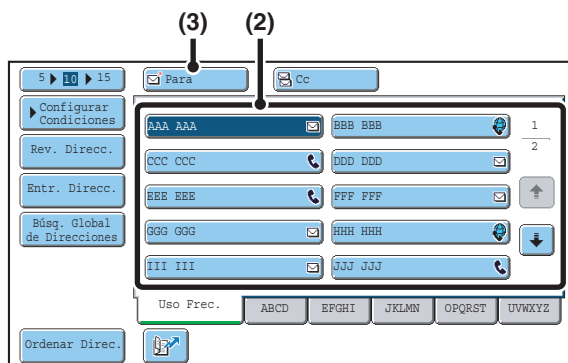 (3) (2)
5 10 15
Para
Cc
Configurar
Condiciones
Rev. Direcc.
Entr. Direcc.
Búsq. Global
de Direcciones
AAA AAA
BBB BBB
CCC CCC
DDD DDD
EEE EEE
FFF FFF
GGG GGG
HHH HHH
III III
JJJ JJJ
1
2
Uso Frec.
ABCD
EFGHI
JKLMN
OPQRST
UVWXYZ
Ordenar Direc.